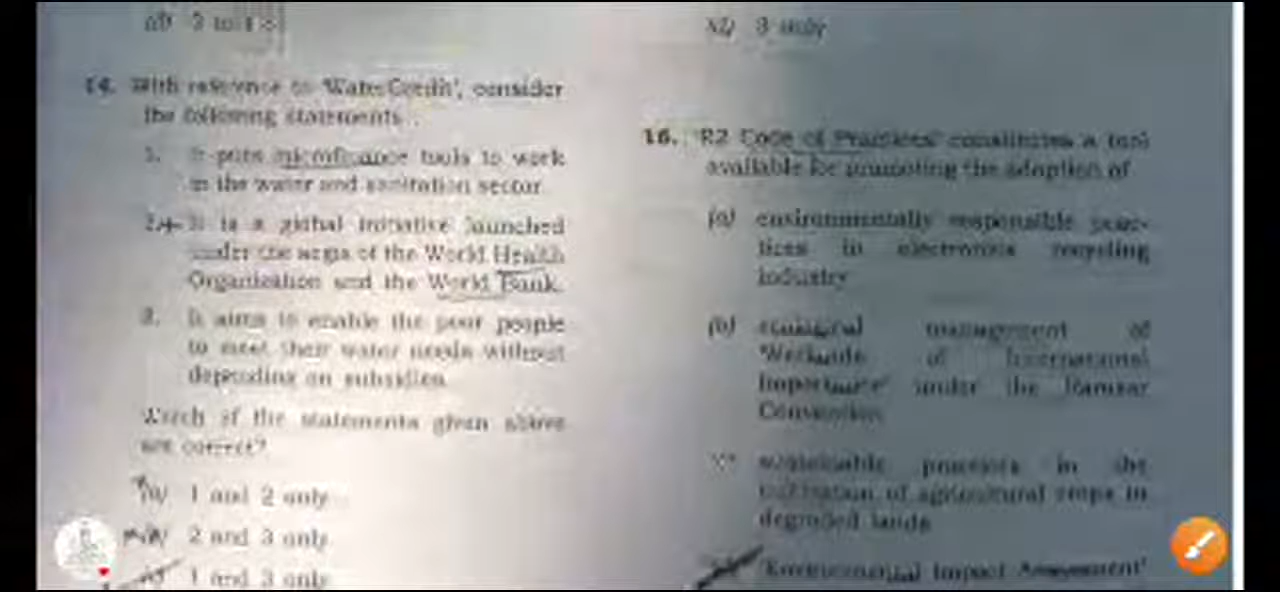 14. With reference to 'WaterCredit', consider
the following statements :
1. It puts microfinance tools to work
in the water and sanitation sector.
2. It is a global initiative launched
under the aegis of the World Health
Organization and the World Bank.
3. It aims to enable the poor people
to meet their water needs without
depending on subsidies.
Which of the statements given above
are correct?
(a) 1 and 2 only
2 and 3 only
1 and 3 only
3 only
16. 'R2 Code of Practices' constitutes a tool
available for promoting the adoption of
(a) environmentally responsible prac-
tices in electronics recycling
industry
(b) ecological management of
'Wetlands of International
Importance' under the Ramsar
Convention
sustainable practices in the
cultivation of agricultural crops in
degraded lands
'Environmental Impact Assessment'